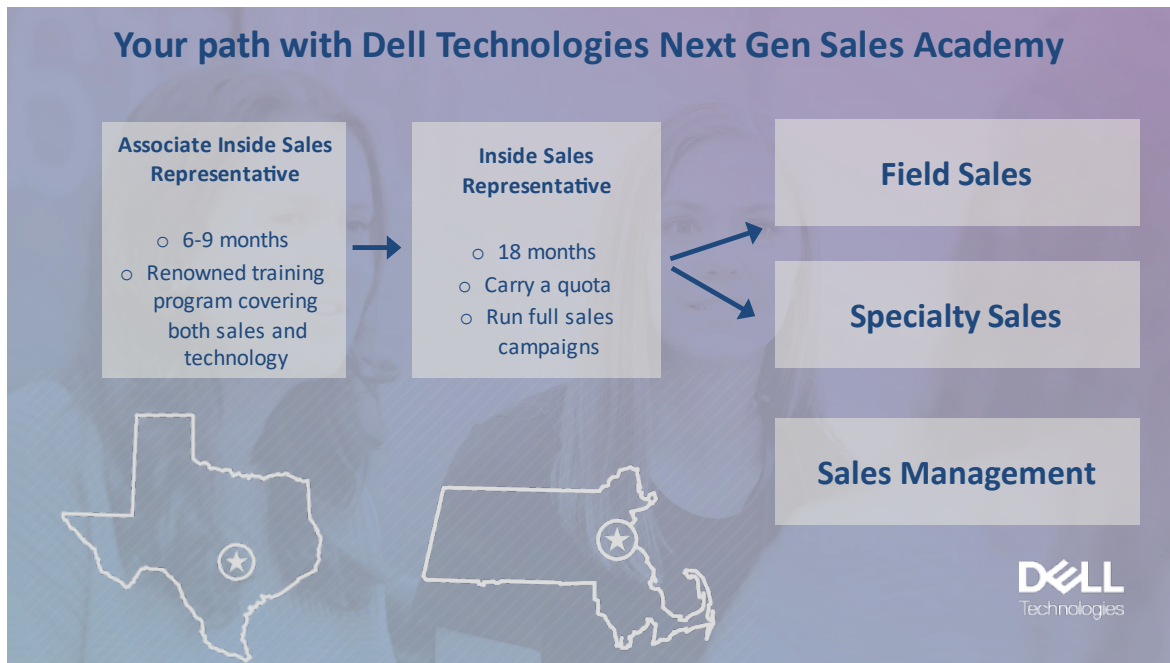 Your path with Dell Technologies Next Gen Sales Academy
Associate Inside Sales
Representative
○ 6-9 months
○ Renowned training
program covering
both sales and
technology
Inside Sales
Representative
○ 18 months
○ Carry a quota
○ Run full sales
campaigns
Field Sales
Specialty Sales
Sales Management
DELL
Technologies